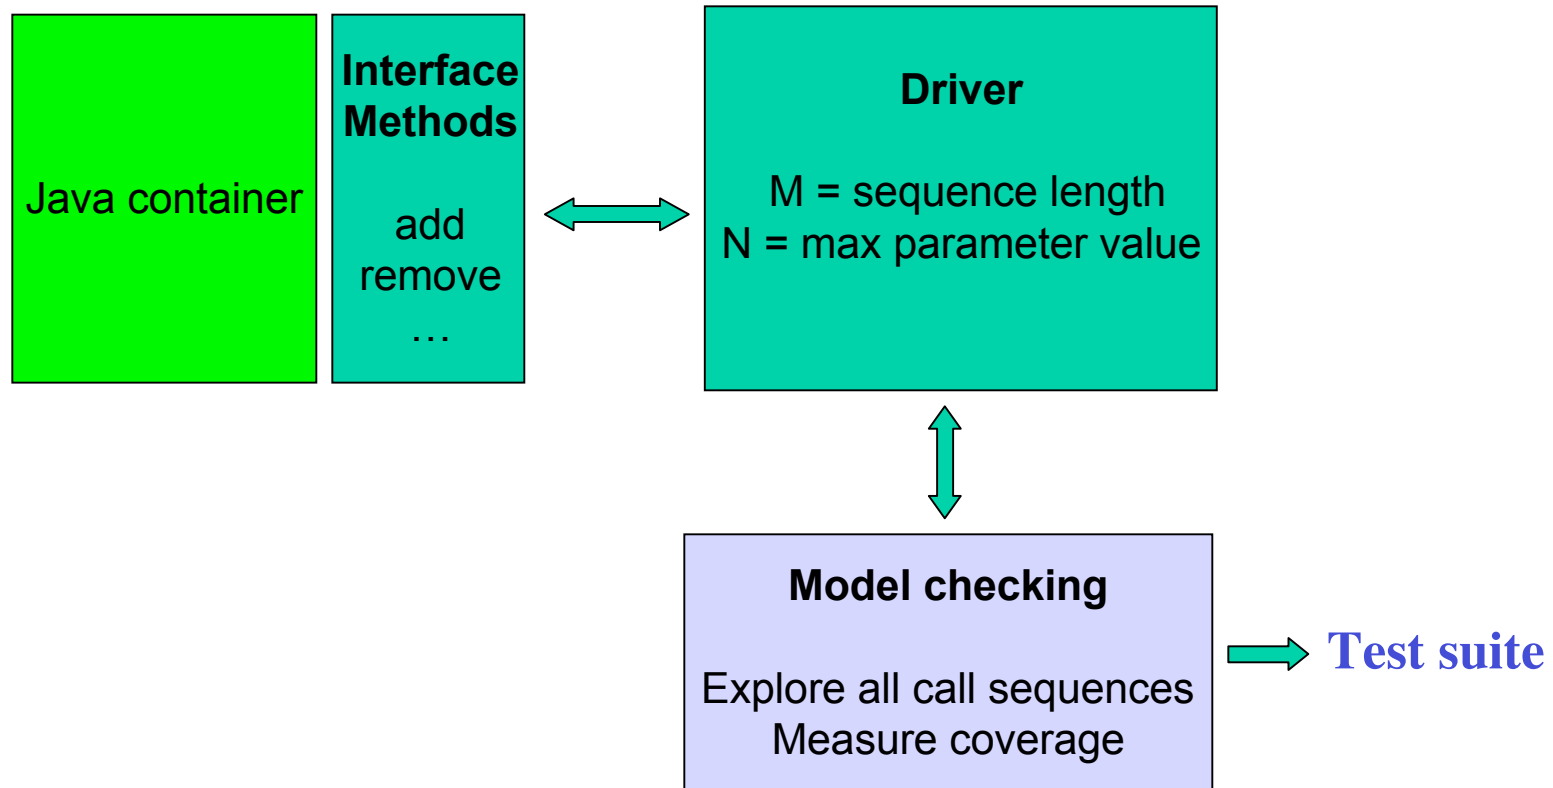 Java container
Interface
Methods
add
remove
…
Driver
M = sequence length
N = max parameter value
Model checking
Explore all call sequences
Measure coverage
Test suite